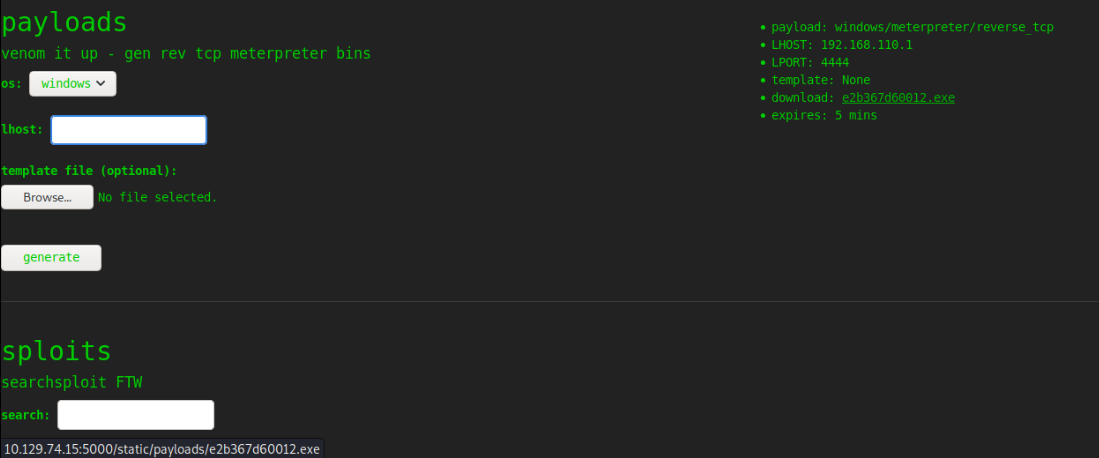 payloads
venom it up - gen rev tcp meterpreter bins
os: windows
lhost:
template file (optional):
Browse... No file selected.
generate
• payload: windows/meterpreter/reverse_tcp
• LHOST: 192.168.110.1
• LPORT: 4444
• template: None
• download: e2b367d60012.exe
• expires: 5 mins
sploits
searchsploit FTW
search:
10.129.74.15:5000/static/payloads/e2b367d60012.exe